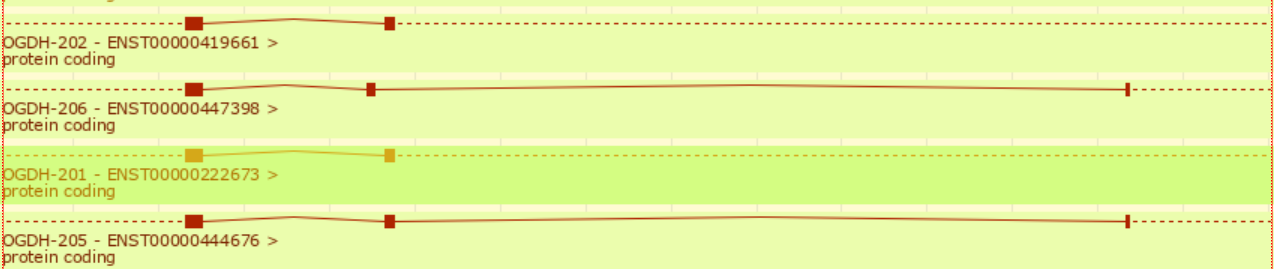 OGDH-202 - ENST00000419661 >
protein coding
OGDH-206 - ENST00000447398 >
protein coding
OGDH-201 - ENST00000222673 >
protein coding
OGDH-205 - ENST00000444676 >
protein coding